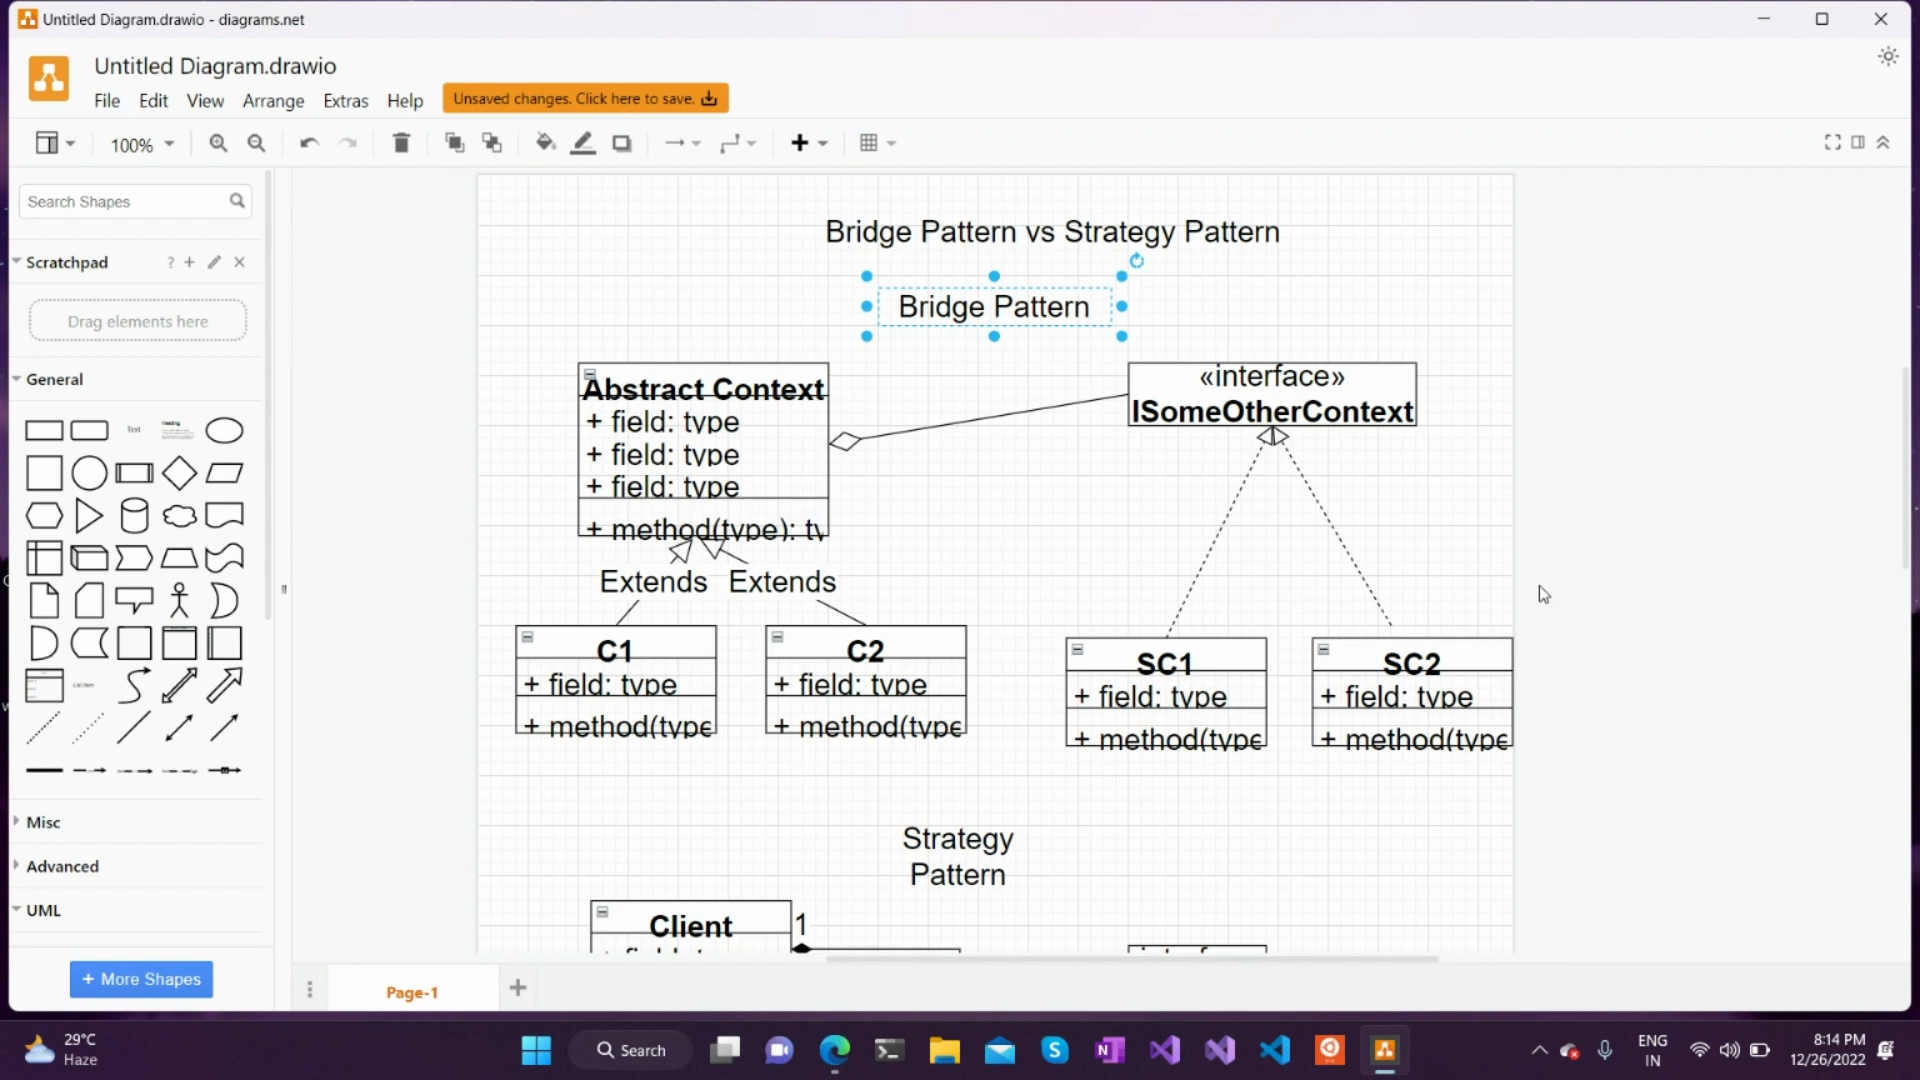 Untitled Diagram.drawio - diagrams.net
Untitled Diagram.drawio
File Edit View Arrange Extras Help
Unsaved changes. Click here to save.
100%
Search Shapes
Scratchpad
?
Drag elements here
General
Text
Heading
List Item
Misc
Advanced
UML
+ More Shapes
Bridge Pattern vs Strategy Pattern
Bridge Pattern
Abstract Context
+ field: type
+ field: type
+ field: type
+ method(type): ty
«interface»
ISomeOtherContext
Extends Extends
C1
+ field: type
+ method(type
C2
+ field: type
+ method(type
SC1
+ field: type
+ method(type
SC2
+ field: type
+ method(type
Strategy
Pattern
Client
1
Page-1
29°C
Haze
Search
ENG
IN
8:14 PM
12/26/2022